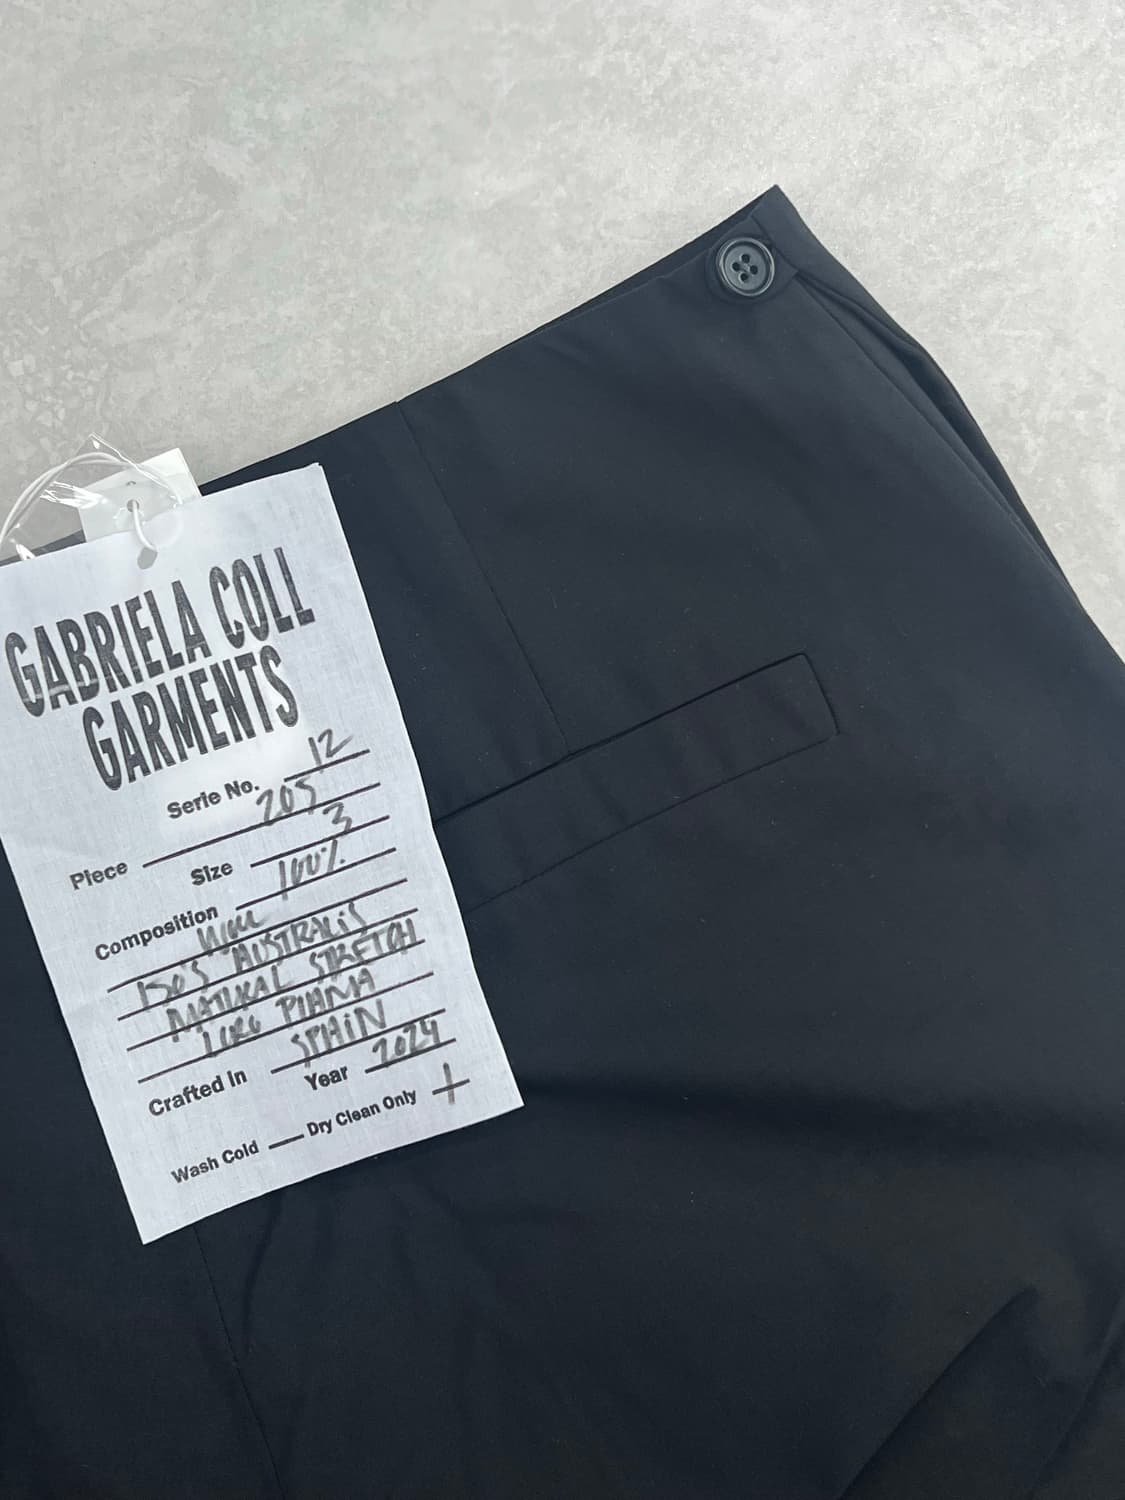 GABRIELA COLL
GARMENTS
Serie No. 12
Piece 205
Size 3
Composition 100%
WOOL
150'S AUSTRALIS
NATURAL STRETCH
LORO PIANA
Crafted in SPAIN
Year 2024
Wash Cold Dry Clean Only +